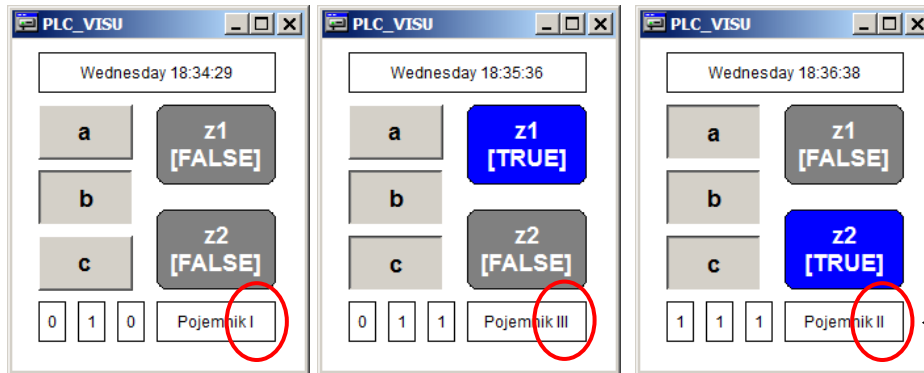 PLC_VISU
Wednesday 18:34:29
a
z1
[FALSE]
b
z2
[FALSE]
c
0 1 0 Pojemnik I
PLC_VISU
Wednesday 18:35:36
a
z1
[TRUE]
b
z2
[FALSE]
c
0 1 1 Pojemnik III
PLC_VISU
Wednesday 18:36:38
a
z1
[FALSE]
b
z2
[TRUE]
c
1 1 1 Pojemnik II